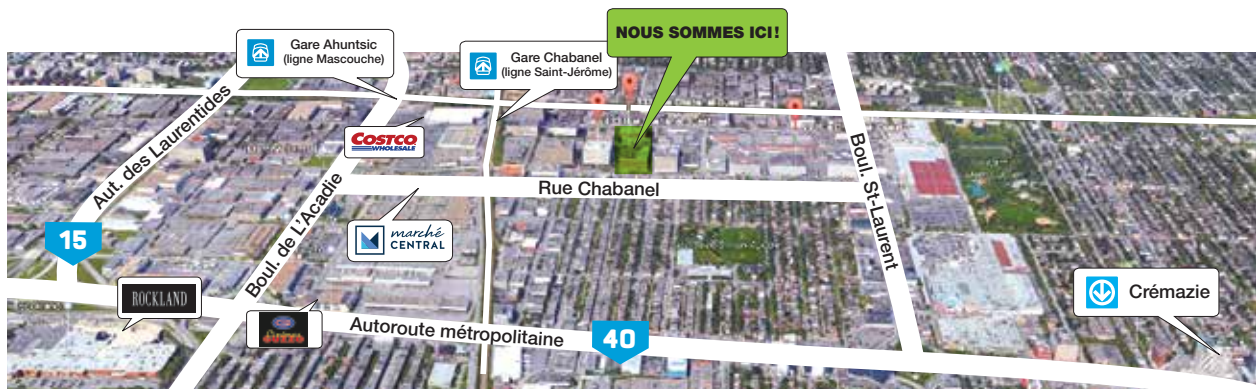 NOUS SOMMES ICI!
Gare Ahuntsic
(ligne Mascouche)
Gare Chabanel
(ligne Saint-Jérôme)
Aut. des Laurentides
COSTCO
WHOLESALE
Boul. de L'Acadie
Rue Chabanel
Boul. St-Laurent
marché
CENTRAL
15
ROCKLAND
Autoroute métropolitaine
40
Crémazie